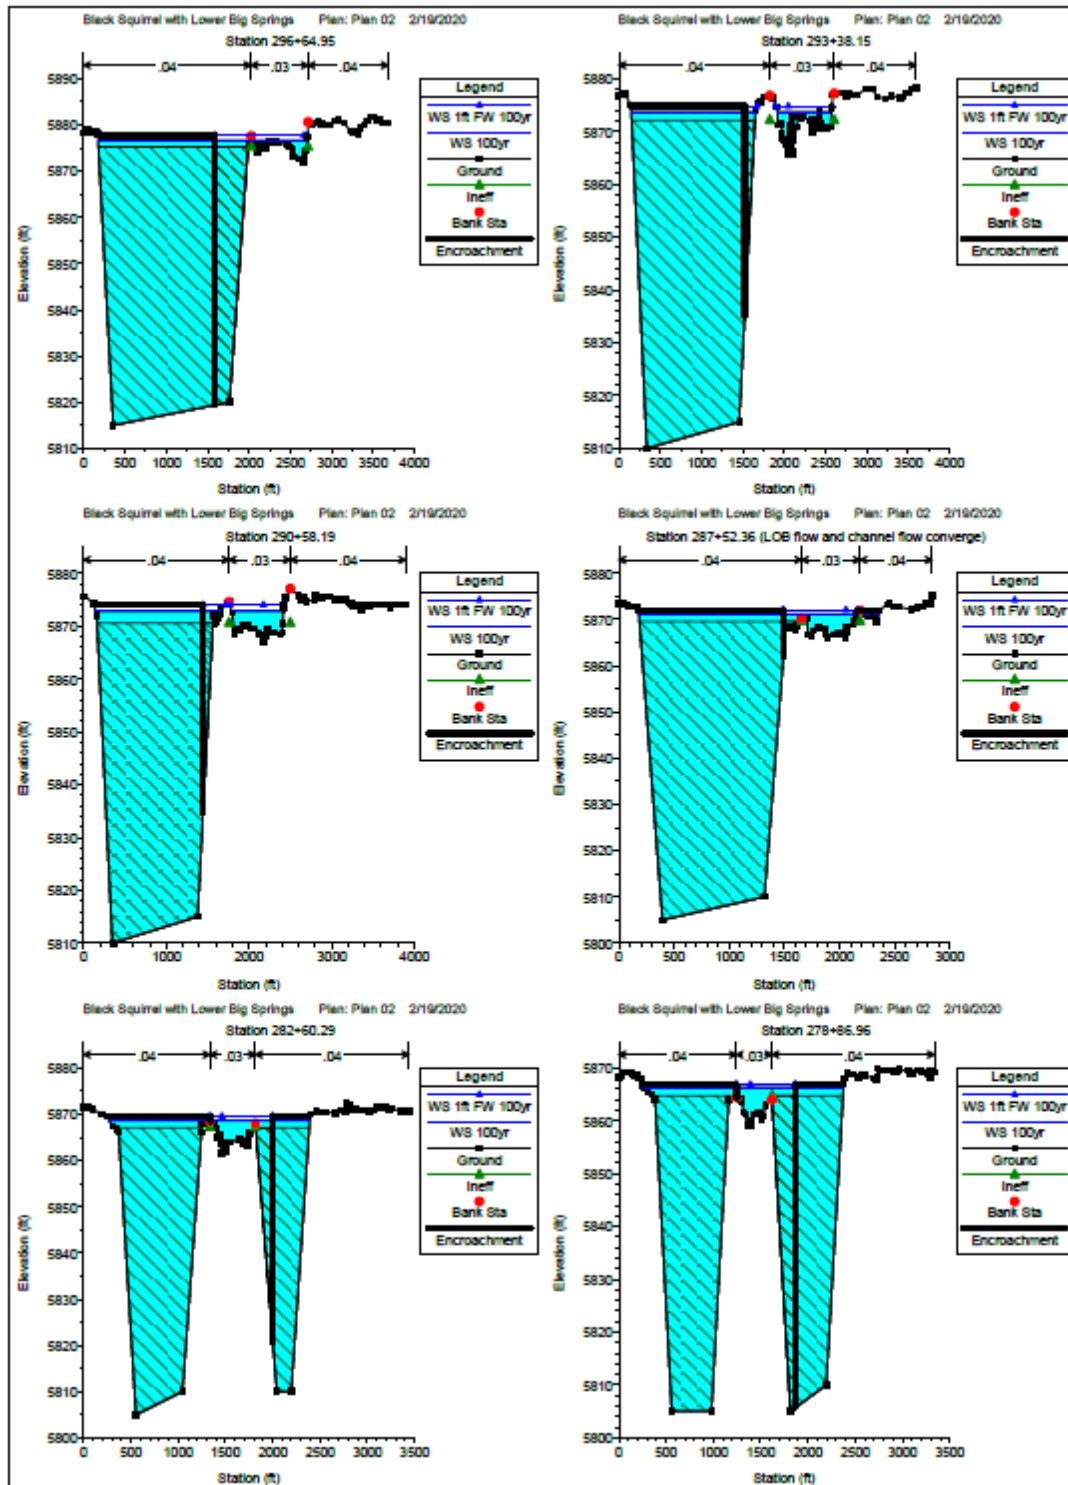 Black Squirrel with Lower Big Springs Plan: Plan 02 2/19/2020
Station 296+64.95
.04 .03 .04
Elevation (ft)
5890
5880
5870
5860
5850
5840
5830
5820
5810
0 500 1000 1500 2000 2500 3000 3500 4000
Station (ft)
Legend
WS 1ft FW 100yr
WS 100yr
Ground
Ineff
Bank Sta
Encroachment
Black Squirrel with Lower Big Springs Plan: Plan 02 2/19/2020
Station 293+38.15
.04 .03 .04
Elevation (ft)
5880
5870
5860
5850
5840
5830
5820
5810
0 500 1000 1500 2000 2500 3000 3500 4000
Station (ft)
Legend
WS 1ft FW 100yr
WS 100yr
Ground
Ineff
Bank Sta
Encroachment
Black Squirrel with Lower Big Springs Plan: Plan 02 2/19/2020
Station 290+58.19
.04 .03 .04
Elevation (ft)
5880
5870
5860
5850
5840
5830
5820
5810
0 1000 2000 3000 4000
Station (ft)
Legend
WS 1ft FW 100yr
WS 100yr
Ground
Ineff
Bank Sta
Encroachment
Black Squirrel with Lower Big Springs Plan: Plan 02 2/19/2020
Station 287+52.36 (LOB flow and channel flow converge)
.04 .03 .04
Elevation (ft)
5880
5870
5860
5850
5840
5830
5820
5810
5800
0 500 1000 1500 2000 2500 3000
Station (ft)
Legend
WS 1ft FW 100yr
WS 100yr
Ground
Ineff
Bank Sta
Encroachment
Black Squirrel with Lower Big Springs Plan: Plan 02 2/19/2020
Station 282+60.29
.04 .03 .04
Elevation (ft)
5880
5870
5860
5850
5840
5830
5820
5810
5800
0 500 1000 1500 2000 2500 3000 3500
Station (ft)
Legend
WS 1ft FW 100yr
WS 100yr
Ground
Ineff
Bank Sta
Encroachment
Black Squirrel with Lower Big Springs Plan: Plan 02 2/19/2020
Station 278+86.96
.04 .03 .04
Elevation (ft)
5870
5860
5850
5840
5830
5820
5810
5800
0 500 1000 1500 2000 2500 3000 3500
Station (ft)
Legend
WS 1ft FW 100yr
WS 100yr
Ground
Ineff
Bank Sta
Encroachment